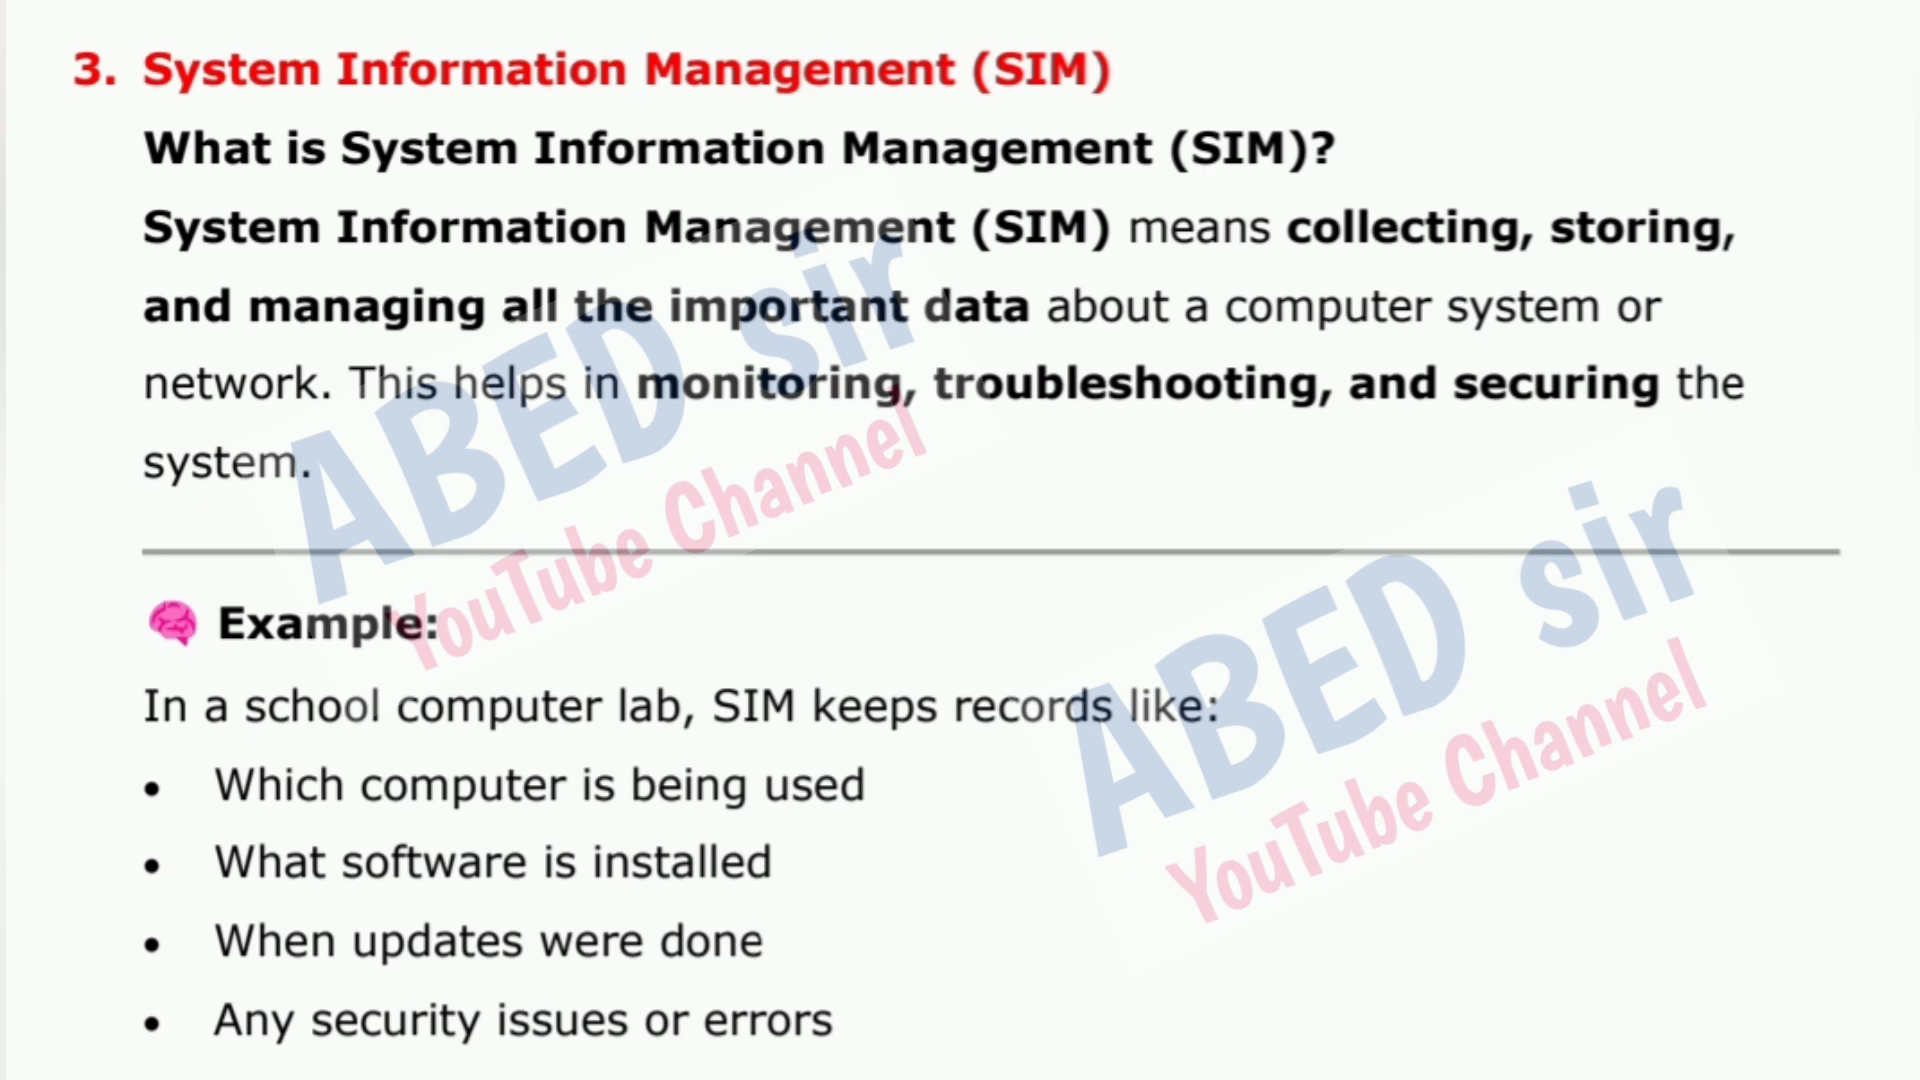 3. System Information Management (SIM)
What is System Information Management (SIM)?
System Information Management (SIM) means collecting, storing,
and managing all the important data about a computer system or
network. This helps in monitoring, troubleshooting, and securing the
system.
ABED sir
YouTube Channel
Example:
In a school computer lab, SIM keeps records like:
• Which computer is being used
• What software is installed
• When updates were done
• Any security issues or errors
ABED sir
YouTube Channel